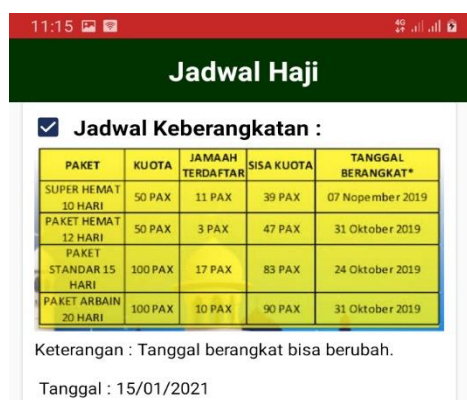 11:15 4G
Jadwal Haji
Jadwal Keberangkatan :
PAKET KUOTA JAMAAH TERDAFTAR SISA KUOTA TANGGAL BERANGKAT*
SUPER HEMAT 10 HARI 50 PAX 11 PAX 39 PAX 07 Nopember 2019
PAKET HEMAT 12 HARI 50 PAX 3 PAX 47 PAX 31 Oktober 2019
PAKET STANDAR 15 HARI 100 PAX 17 PAX 83 PAX 24 Oktober 2019
PAKET ARBAIN 20 HARI 100 PAX 10 PAX 90 PAX 31 Oktober 2019
Keterangan : Tanggal berangkat bisa berubah.
Tanggal : 15/01/2021